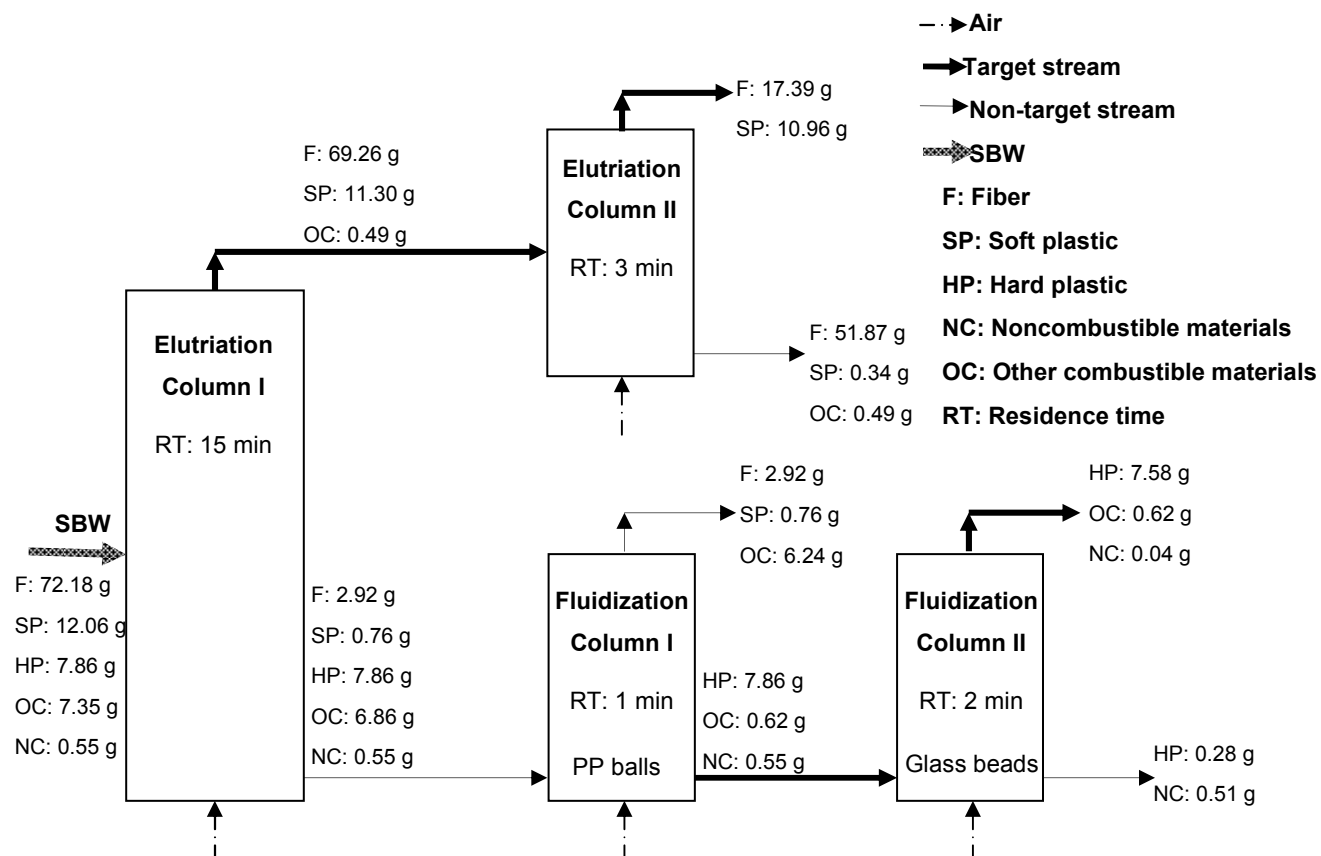 Air
Target stream
Non-target stream
SBW
F: Fiber
SP: Soft plastic
HP: Hard plastic
NC: Noncombustible materials
OC: Other combustible materials
RT: Residence time
F: 17.39 g
SP: 10.96 g
F: 69.26 g
SP: 11.30 g
OC: 0.49 g
Elutriation
Column II
RT: 3 min
F: 51.87 g
SP: 0.34 g
OC: 0.49 g
Elutriation
Column I
RT: 15 min
SBW
F: 72.18 g
SP: 12.06 g
HP: 7.86 g
OC: 7.35 g
NC: 0.55 g
F: 2.92 g
SP: 0.76 g
HP: 7.86 g
OC: 6.86 g
NC: 0.55 g
F: 2.92 g
SP: 0.76 g
OC: 6.24 g
Fluidization
Column I
RT: 1 min
PP balls
HP: 7.86 g
OC: 0.62 g
NC: 0.55 g
HP: 7.58 g
OC: 0.62 g
NC: 0.04 g
Fluidization
Column II
RT: 2 min
Glass beads
HP: 0.28 g
NC: 0.51 g